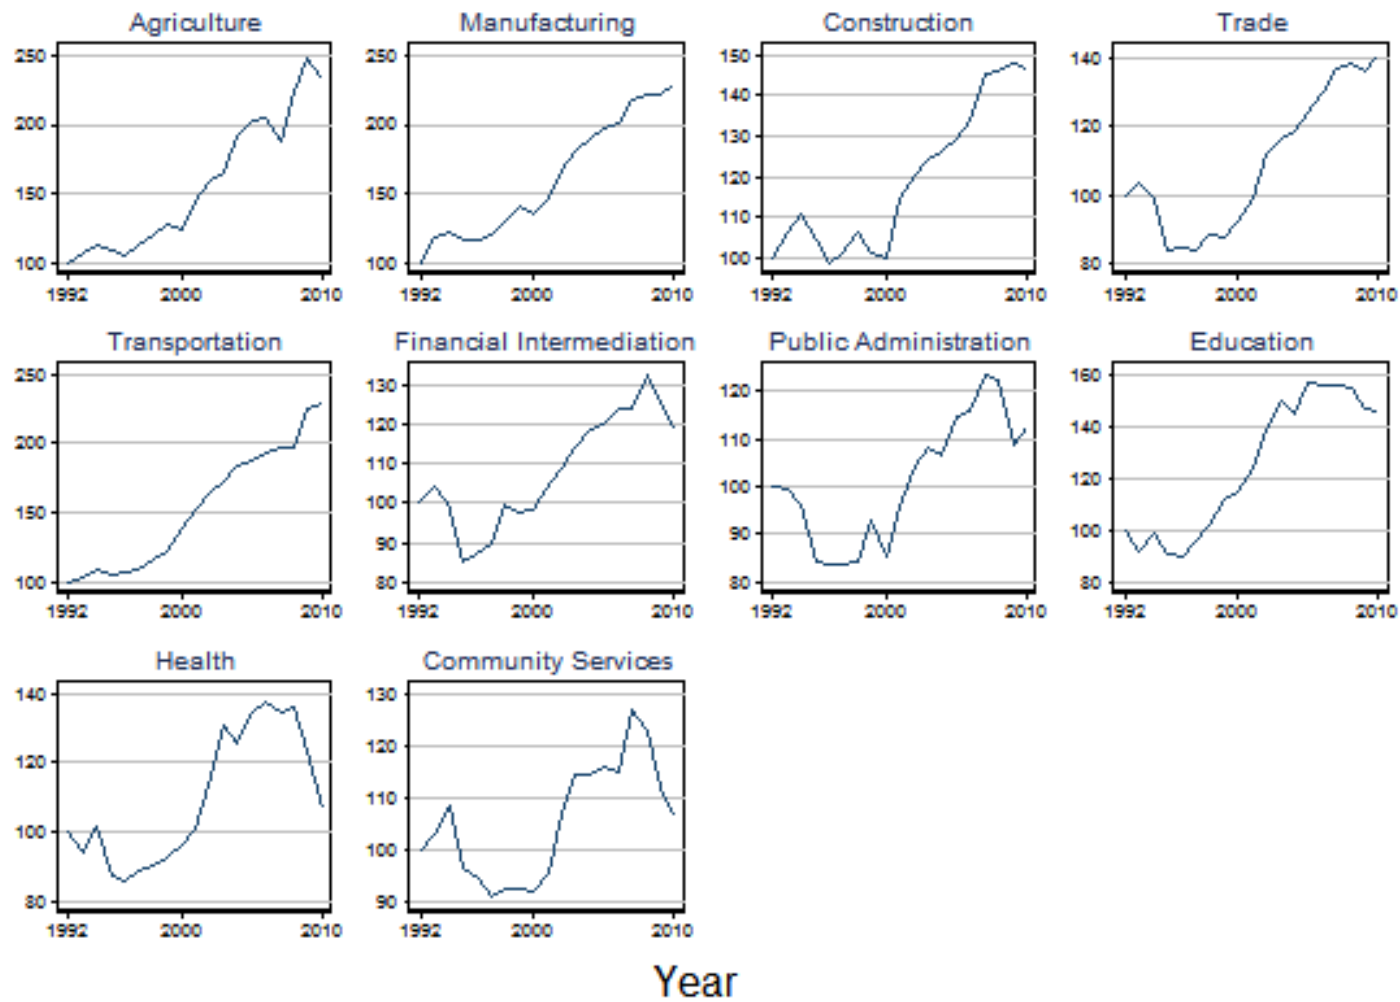 Agriculture Manufacturing Construction Trade
250 250 150 140
200 200 140 120
150 150 130 100
100 100 120 80
110
100
1992 2000 2010 1992 2000 2010 1992 2000 2010 1992 2000 2010
Transportation Financial Intermediation Public Administration Education
250 130 120 160
200 120 110 140
150 110 100 120
100 100 90 100
90 80 80
80
1992 2000 2010 1992 2000 2010 1992 2000 2010 1992 2000 2010
Health Community Services
140 130
120 120
100 110
80 100
90
1992 2000 2010 1992 2000 2010
Year